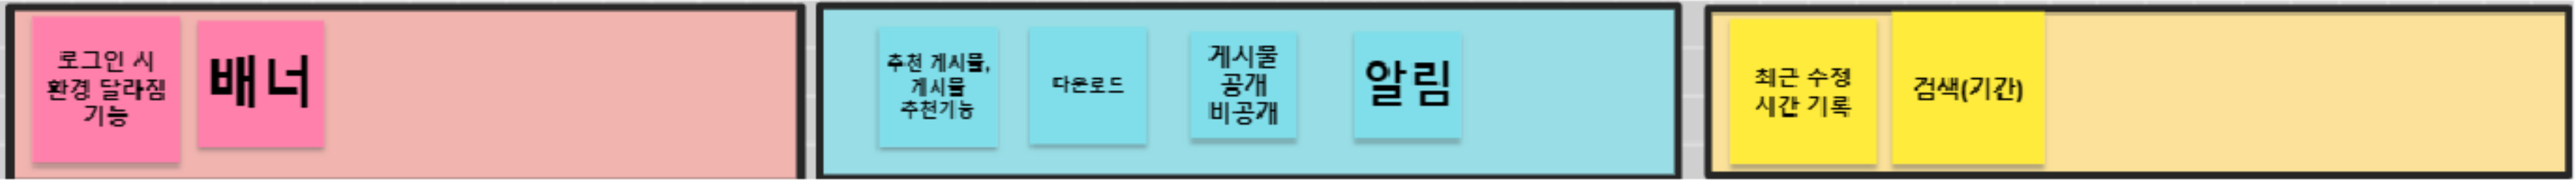 로그인 시
환경 달라짐
기능
배너
추천 게시물,
게시물
추천기능
다운로드
게시물
공개
비공개
알림
최근 수정
시간 기록
검색(기간)